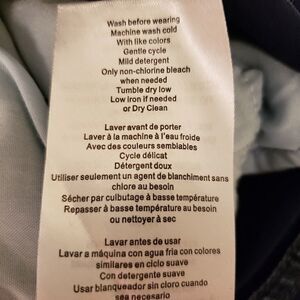 Wash before wearing
Machine wash cold
With like colors
Gentle cycle
Mild detergent
Only non-chlorine bleach
when needed
Tumble dry low
Low iron if needed
or Dry Clean
Laver avant de porter
Laver à la machine à l'eau froide
Avec des couleurs semblables
Cycle délicat
Détergent doux
Utiliser seulement un agent de blanchiment sans
chlore au besoin
Sécher par culbutage à basse température
Repasser à basse température au besoin
ou nettoyer à sec
Lavar antes de usar
Lavar a máquina con agua fria con colores
similares en ciclo suave
Con detergente suave
Usar blanqueador sin cloro cuando
sea necesario